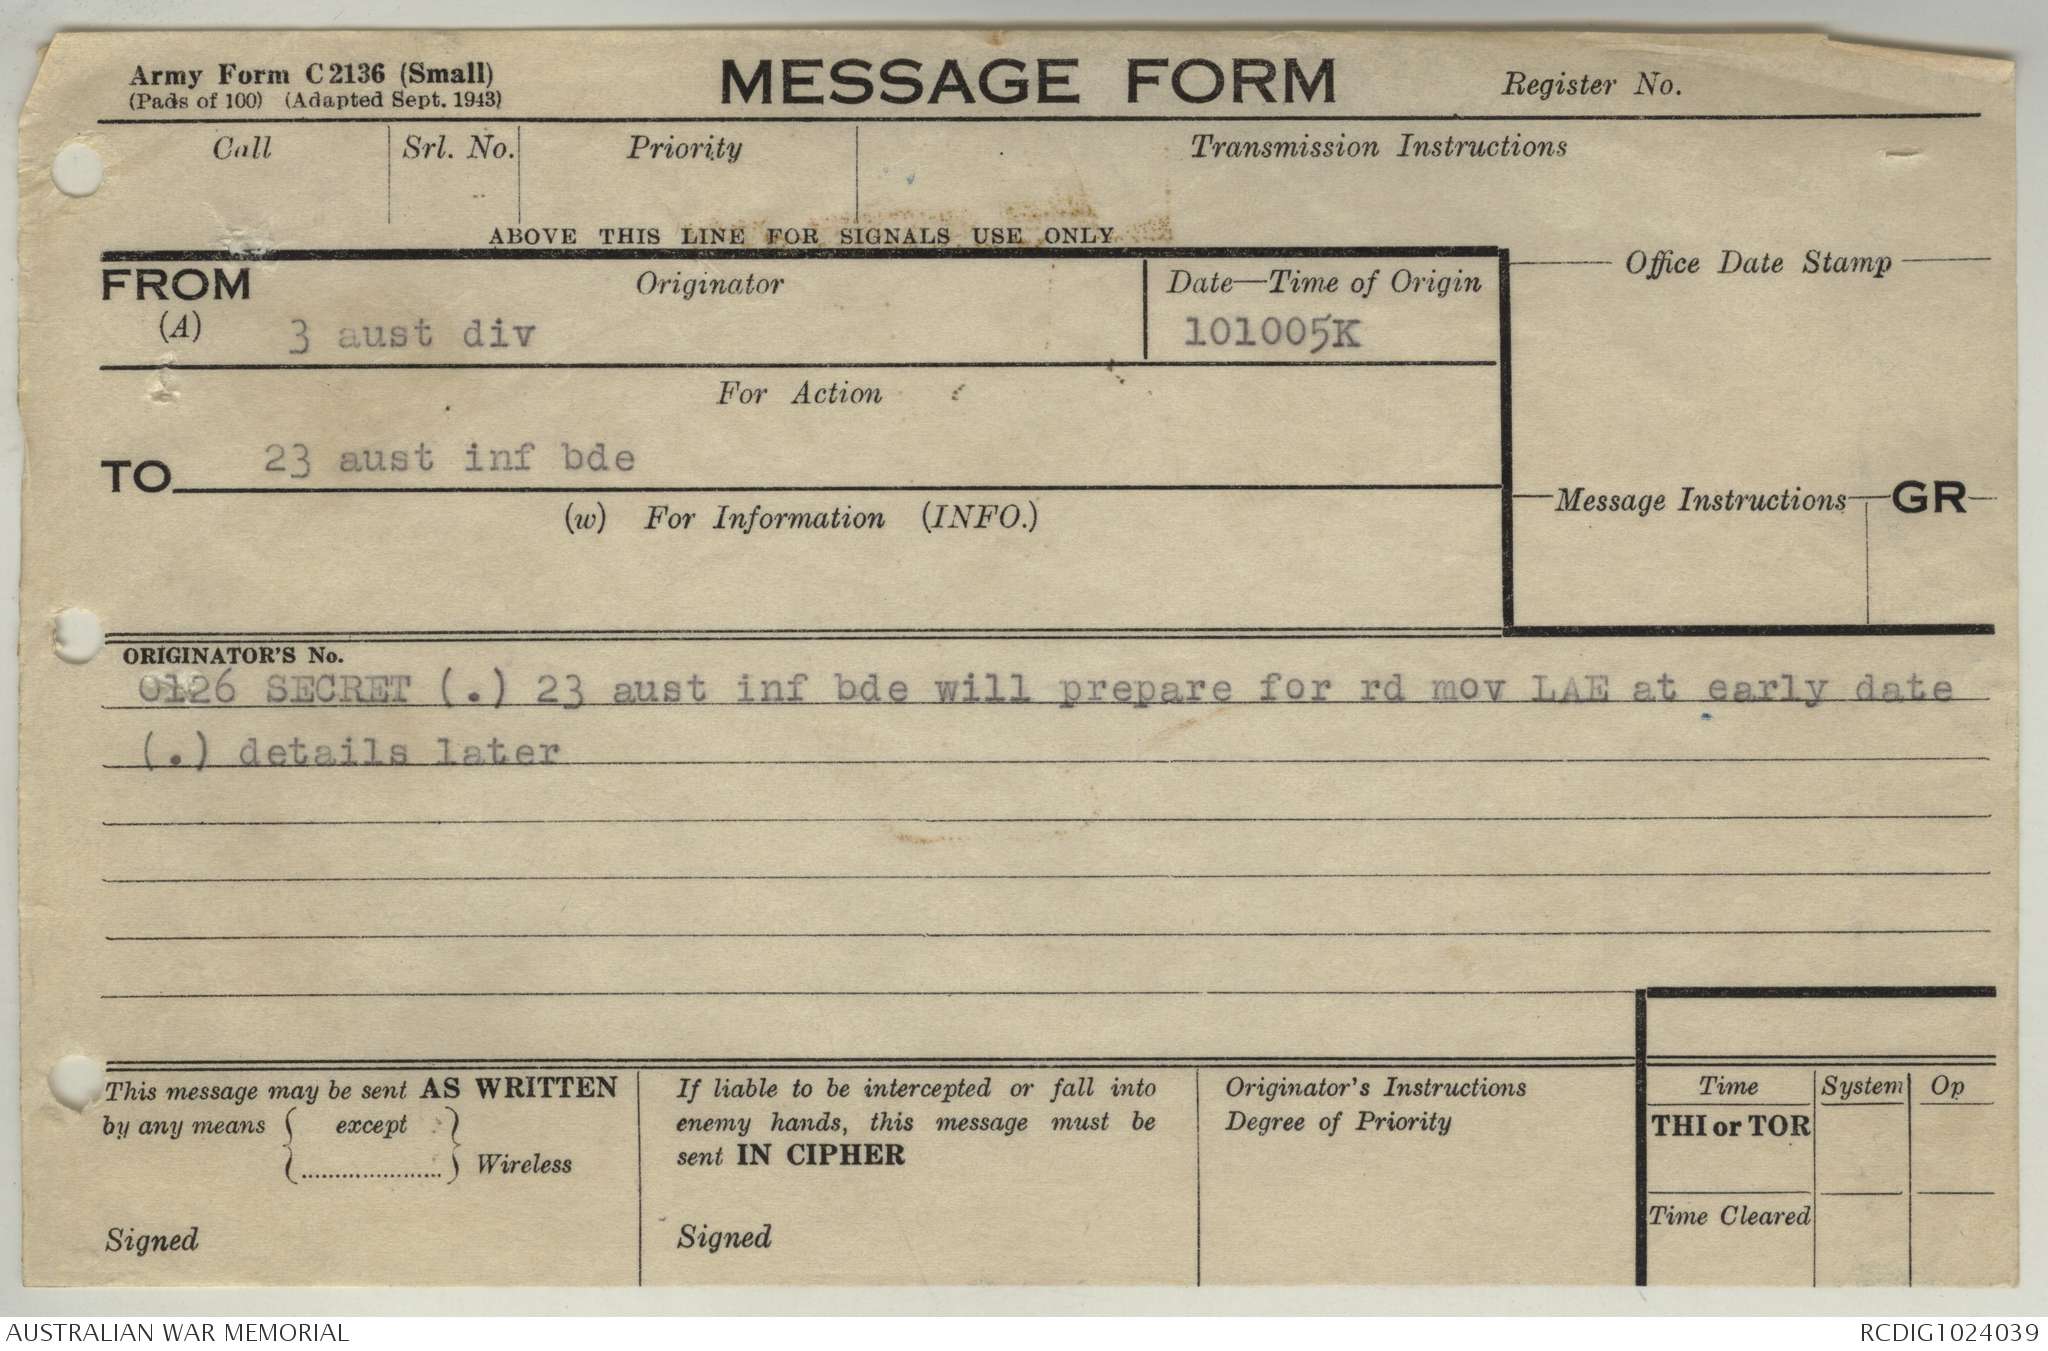 Army Form C 2136 (Small)
(Pads of 100) (Adapted Sept. 1943)
MESSAGE FORM
Register No.
Call
Srl. No.
Priority
Transmission Instructions
ABOVE THIS LINE FOR SIGNALS USE ONLY
FROM
(A)
Originator
3 aust div
Date—Time of Origin
101005K
Office Date Stamp
For Action
TO
23 aust inf bde
(w) For Information (INFO.)
Message Instructions
GR
ORIGINATOR'S No.
O126 SECRET (.) 23 aust inf bde will prepare for rd mov LAE at early date
(.) details later
This message may be sent AS WRITTEN
by any means { except }
{ .................... } Wireless
Signed
If liable to be intercepted or fall into
enemy hands, this message must be
sent IN CIPHER
Signed
Originator's Instructions
Degree of Priority
Time
System
Op
THI or TOR
Time Cleared
AUSTRALIAN WAR MEMORIAL
RCDIG1024039